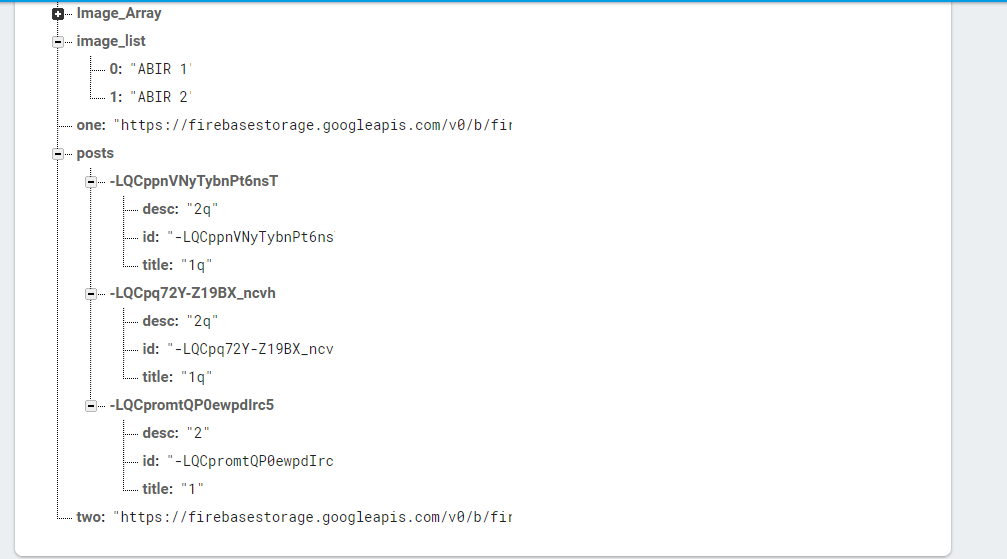 Image_Array
image_list
0: "ABIR 1'
1: "ABIR 2'
one: "https://firebasestorage.googleapis.com/v0/b/fir
posts
-LQCppnVNyTybnPt6nsT
desc: "2q"
id: "-LQCppnVNyTybnPt6ns
title: "1q"
-LQCpq72Y-Z19BX_ncvh
desc: "2q"
id: "-LQCpq72Y-Z19BX_ncv
title: "1q"
-LQCpromtQP0ewpdIrc5
desc: "2"
id: "-LQCpromtQP0ewpdIrc
title: "1"
two: "https://firebasestorage.googleapis.com/v0/b/fir